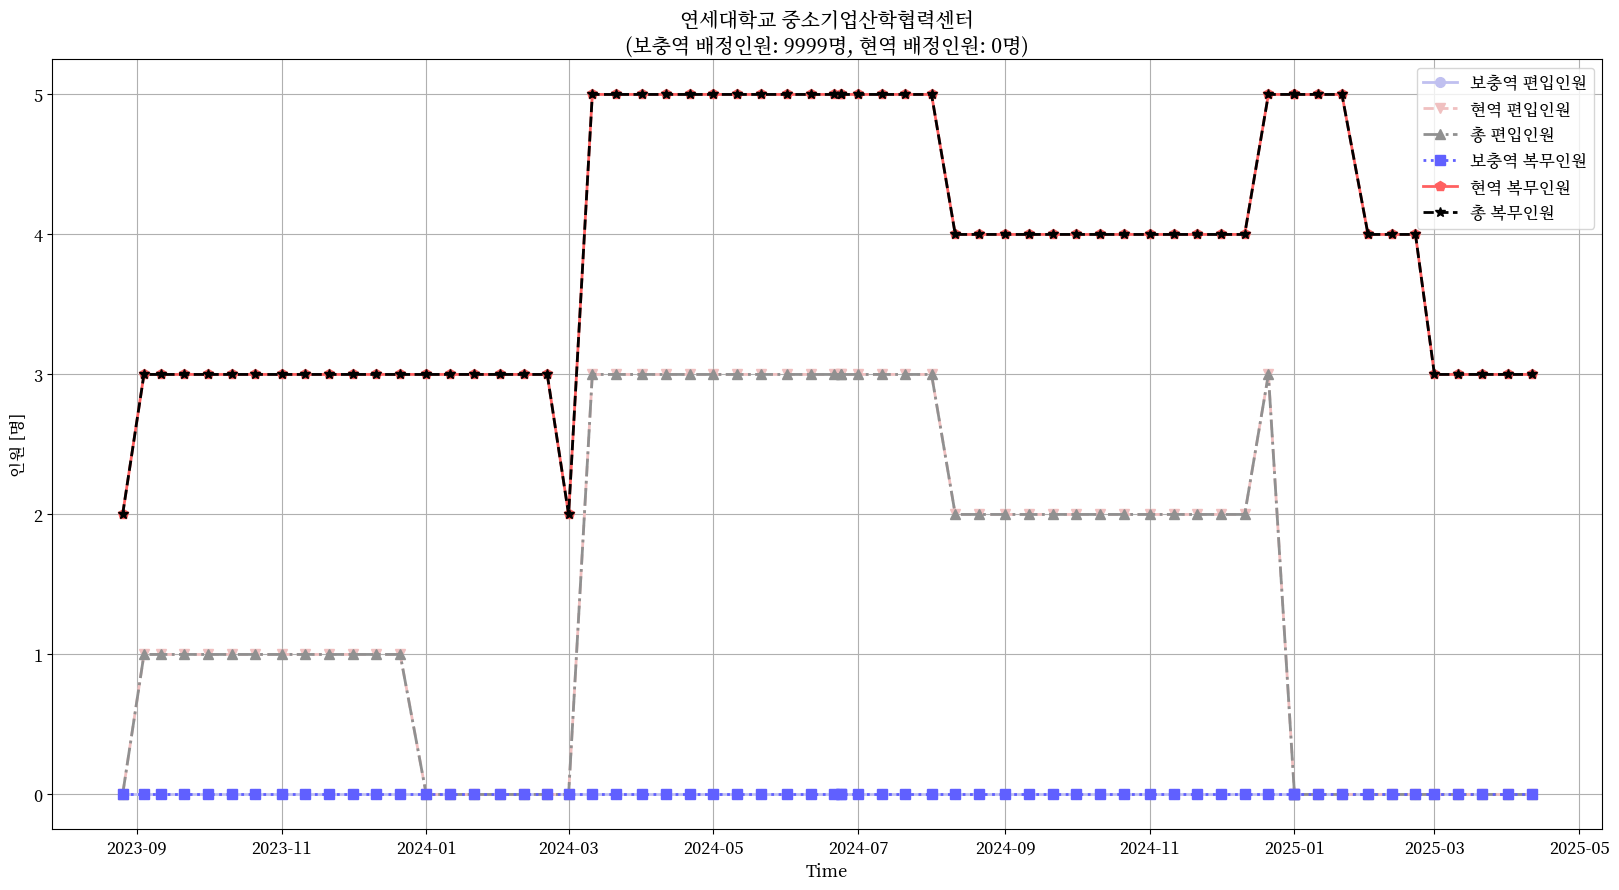 연세대학교 중소기업산학협력센터
(보충역 배정인원: 9999명, 현역 배정인원: 0명)
보충역 편입인원
현역 편입인원
총 편입인원
보충역 복무인원
현역 복무인원
총 복무인원
인원 [명]
5
4
3
2
1
0
2023-09
2023-11
2024-01
2024-03
2024-05
2024-07
2024-09
2024-11
2025-01
2025-03
2025-05
Time